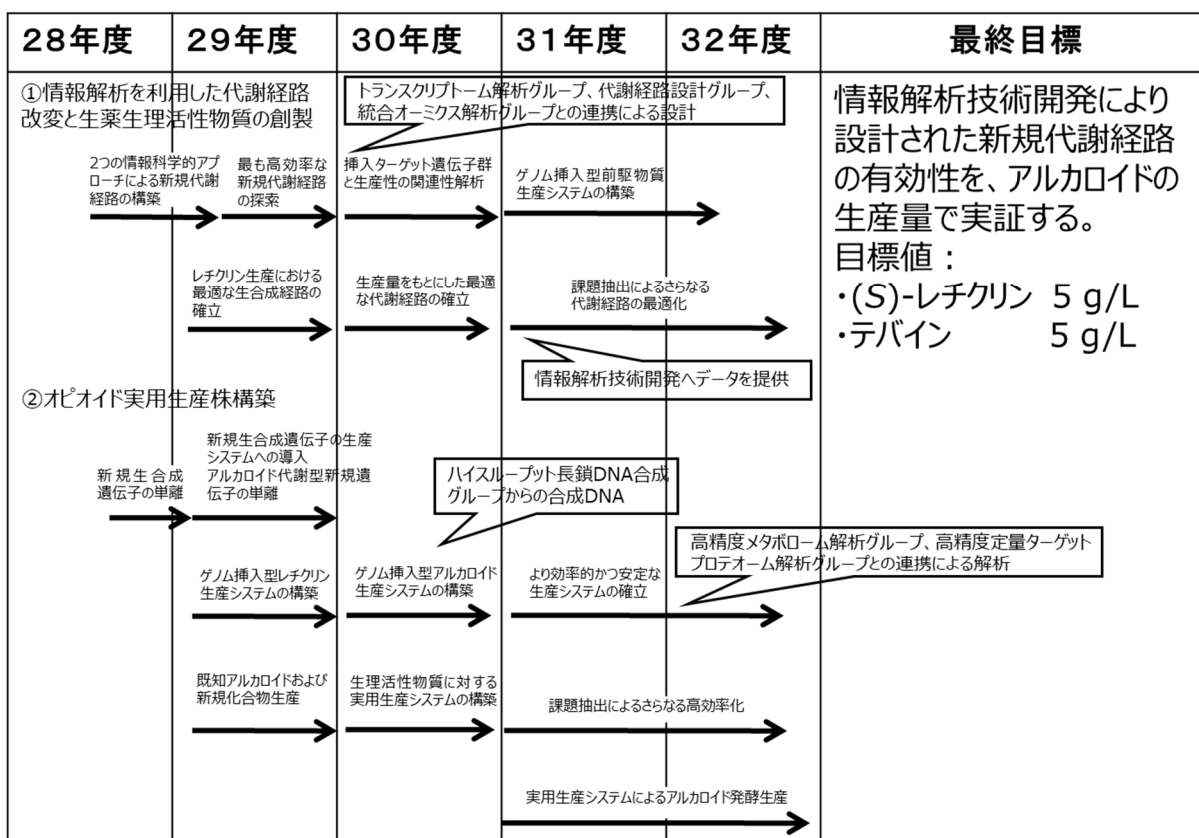 28年度
29年度
30年度
31年度
32年度
最終目標
①情報解析を利用した代謝経路
改変と生薬生理活性物質の創製
トランスクリプトーム解析グループ、代謝経路設計グループ、
統合オーミクス解析グループとの連携による設計
2つの情報科学的アプ
ローチによる新規代謝
経路の構築
最も高効率な
新規代謝経路
の探索
挿入ターゲット遺伝子群
と生産性の関連性解析
ゲノム挿入型前駆物質
生産システムの構築
レチクリン生産における
最適な生合成経路の
確立
生産量をもとにした最適
な代謝経路の確立
課題抽出によるさらなる
代謝経路の最適化
情報解析技術開発へデータを提供
②オピオイド実用生産株構築
新規生合成
遺伝子の単離
新規生合成遺伝子の生産
システムへの導入
アルカロイド代謝型新規遺
伝子の単離
ハイスループット長鎖DNA合成
グループからの合成DNA
高精度メタボローム解析グループ、高精度定量ターゲット
プロテオーム解析グループとの連携による解析
ゲノム挿入型レチクリン
生産システムの構築
ゲノム挿入型アルカロイド
生産システムの構築
より効率的かつ安定な
生産システムの確立
既知アルカロイドおよび
新規化合物生産
生理活性物質に対する
実用生産システムの構築
課題抽出によるさらなる高効率化
実用生産システムによるアルカロイド発酵生産
情報解析技術開発により
設計された新規代謝経路
の有効性を、アルカロイドの
生産量で実証する。
目標値：
・(S)-レチクリン 5 g/L
・テバイン 5 g/L